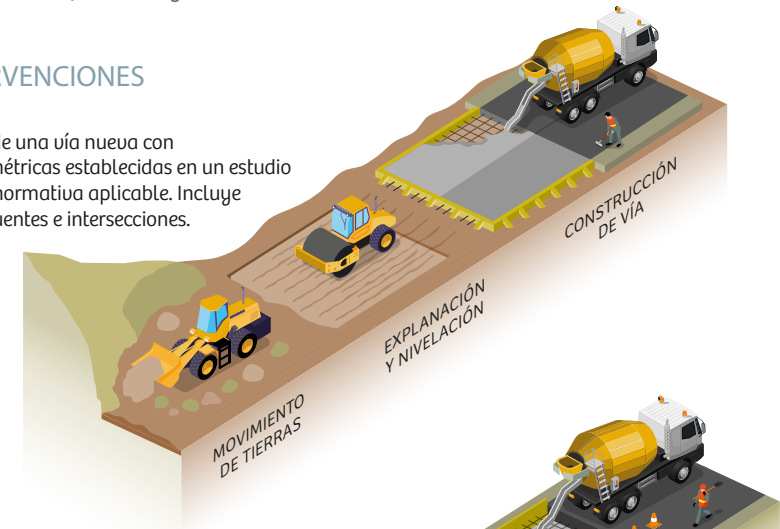 VENCIONES
de una vía nueva con
métricas establecidas en un estudio
normativa aplicable. Incluye
uentes e intersecciones.
CONSTRUCCIÓN
DE VÍA
EXPLANACIÓN
Y NIVELACIÓN
MOVIMIENTO
DE TIERRAS